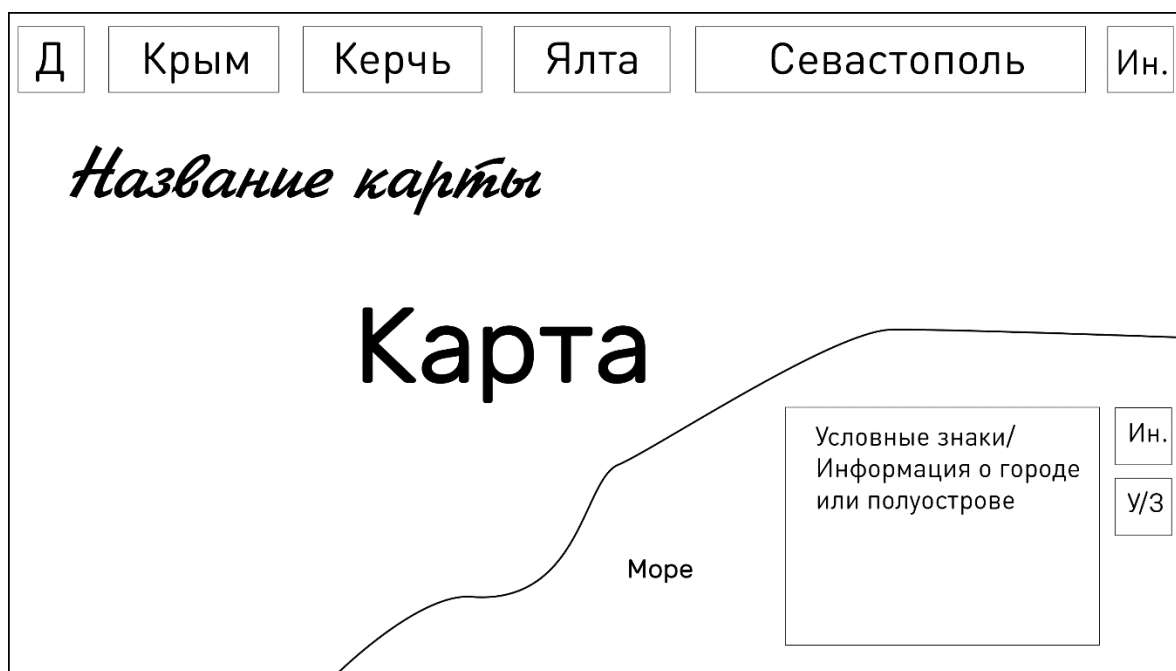 Д Крым Керчь Ялта Севастополь Ин.
Название карты
Карта
Условные знаки/
Информация о городе
или полуострове
Ин.
У/З
Море